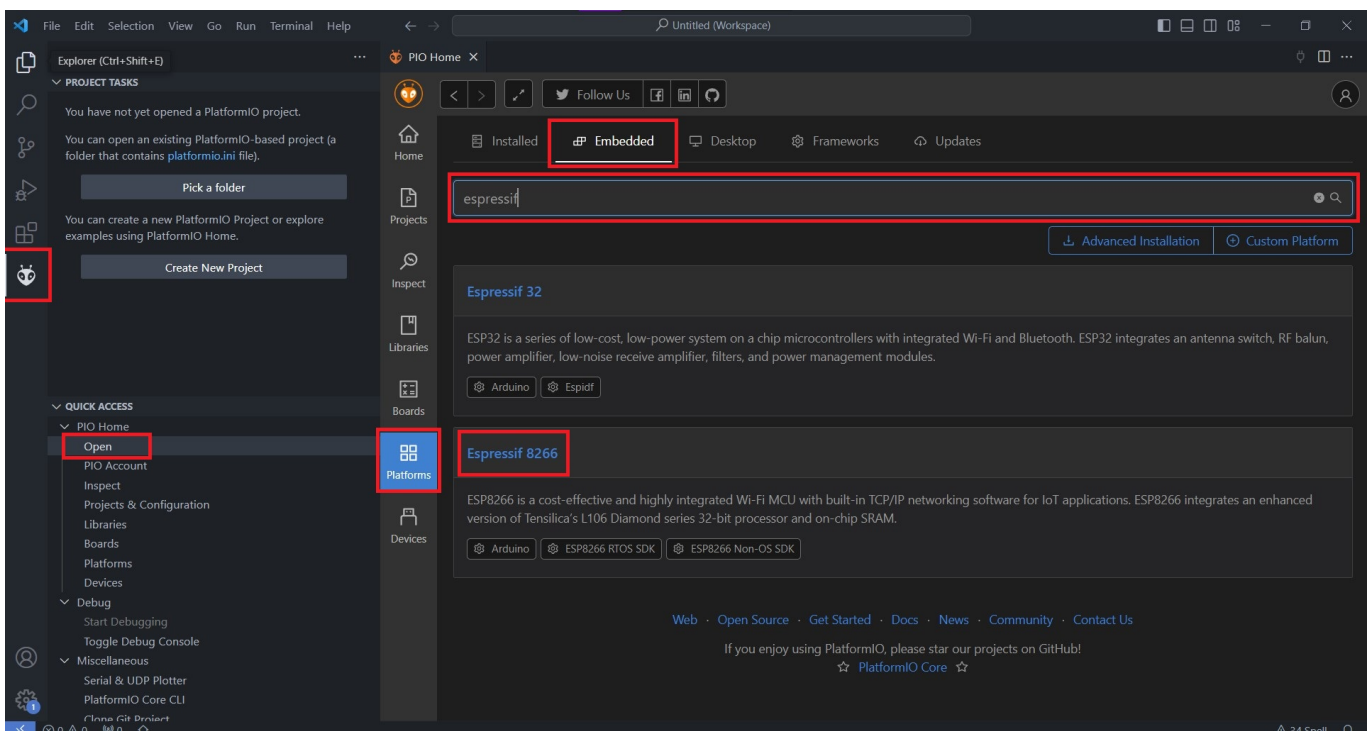 File Edit Selection View Go Run Terminal Help
Untitled (Workspace)
Explorer (Ctrl+Shift+E)
PROJECT TASKS
You have not yet opened a PlatformIO project.
You can open an existing PlatformIO-based project (a
folder that contains platformio.ini file).
Pick a folder
You can create a new PlatformIO Project or explore
examples using PlatformIO Home.
Create New Project
QUICK ACCESS
PIO Home
Open
PIO Account
Inspect
Projects & Configuration
Libraries
Boards
Platforms
Devices
Debug
Start Debugging
Toggle Debug Console
Miscellaneous
Serial & UDP Plotter
PlatformIO Core CLI
Clone Git Project
1
PIO Home
Follow Us
Home
Projects
Inspect
Libraries
Boards
Platforms
Devices
Installed Embedded Desktop Frameworks Updates
espressif
Advanced Installation Custom Platform
Espressif 32
ESP32 is a series of low-cost, low-power system on a chip microcontrollers with integrated Wi-Fi and Bluetooth. ESP32 integrates an antenna switch, RF balun,
power amplifier, low-noise receive amplifier, filters, and power management modules.
Arduino Espidf
Espressif 8266
ESP8266 is a cost-effective and highly integrated Wi-Fi MCU with built-in TCP/IP networking software for IoT applications. ESP8266 integrates an enhanced
version of Tensilica's L106 Diamond series 32-bit processor and on-chip SRAM.
Arduino ESP8266 RTOS SDK ESP8266 Non-OS SDK
Web · Open Source · Get Started · Docs · News · Community · Contact Us
If you enjoy using PlatformIO, please star our projects on GitHub!
PlatformIO Core
0 0 0
34 Spell